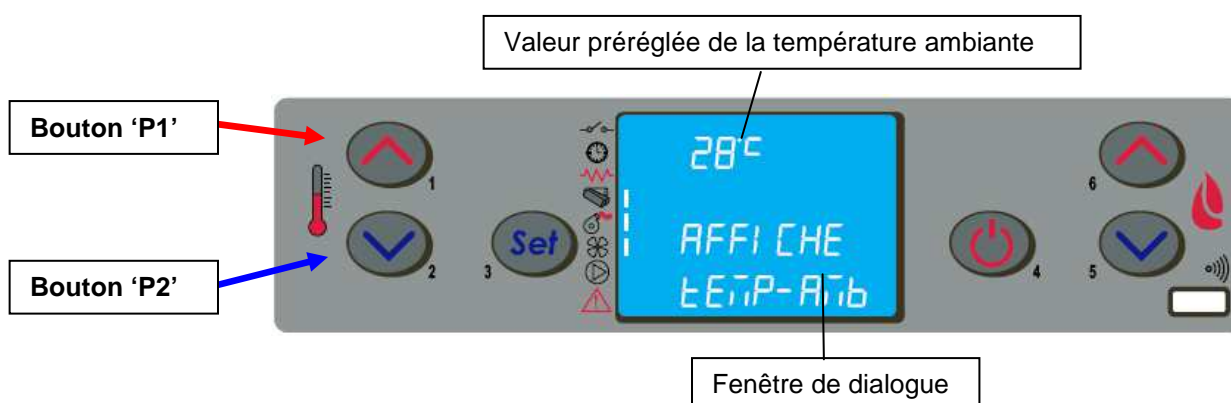 Valeur préréglée de la température ambiante
Bouton ‘P1’
28°C
1
6
AFFICHE
Set
3
4
2
5
Bouton ‘P2’
tEMP-AMb
Fenêtre de dialogue